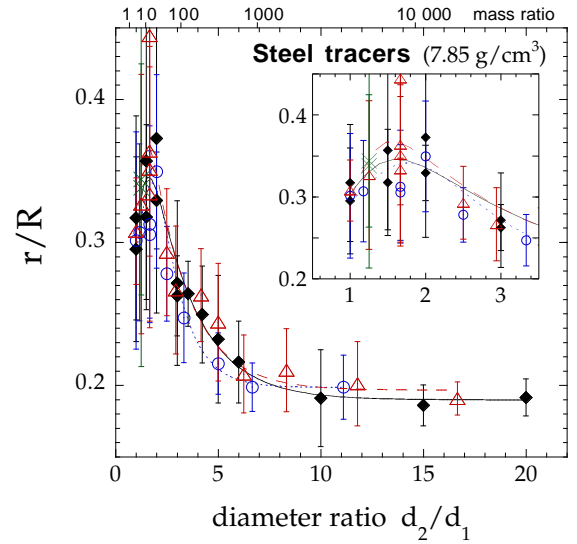 1 10 100 1000 10 000 mass ratio
Steel tracers (7.85 g/cm³)
0.4
0.3
0.2
r/R
0.4
0.3
0.2
1 2 3
0 5 10 15 20
diameter ratio d₂/d₁